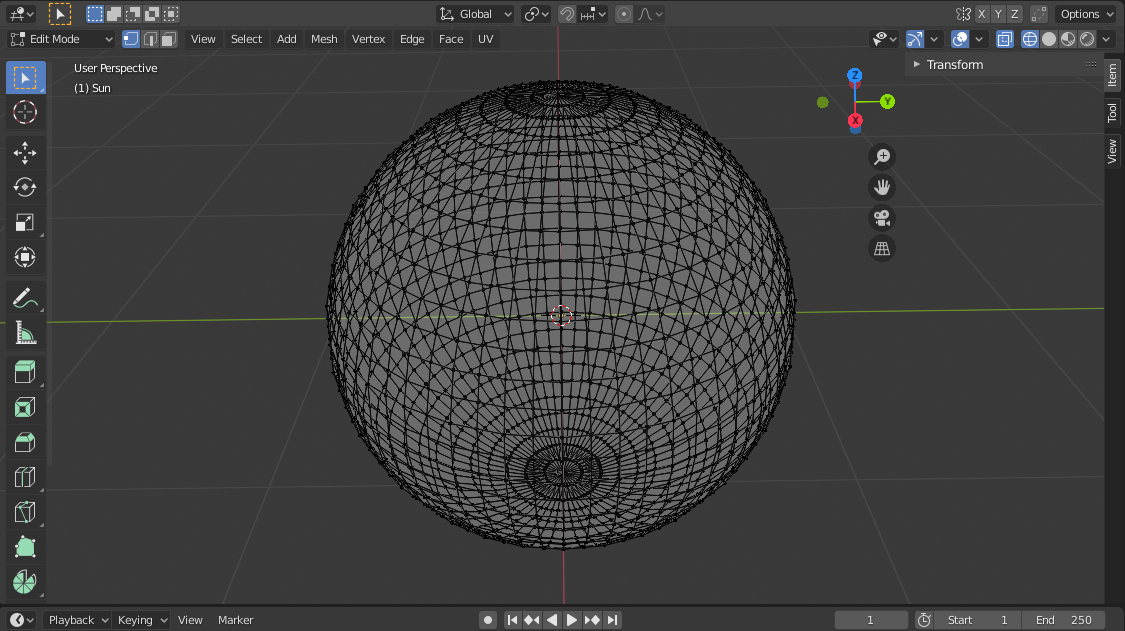 Global X Y Z Options
Edit Mode View Select Add Mesh Vertex Edge Face UV
User Perspective
(1) Sun
Transform
Item
Tool
View
Z
Y
X
Playback Keying View Marker 1 Start 1 End 250